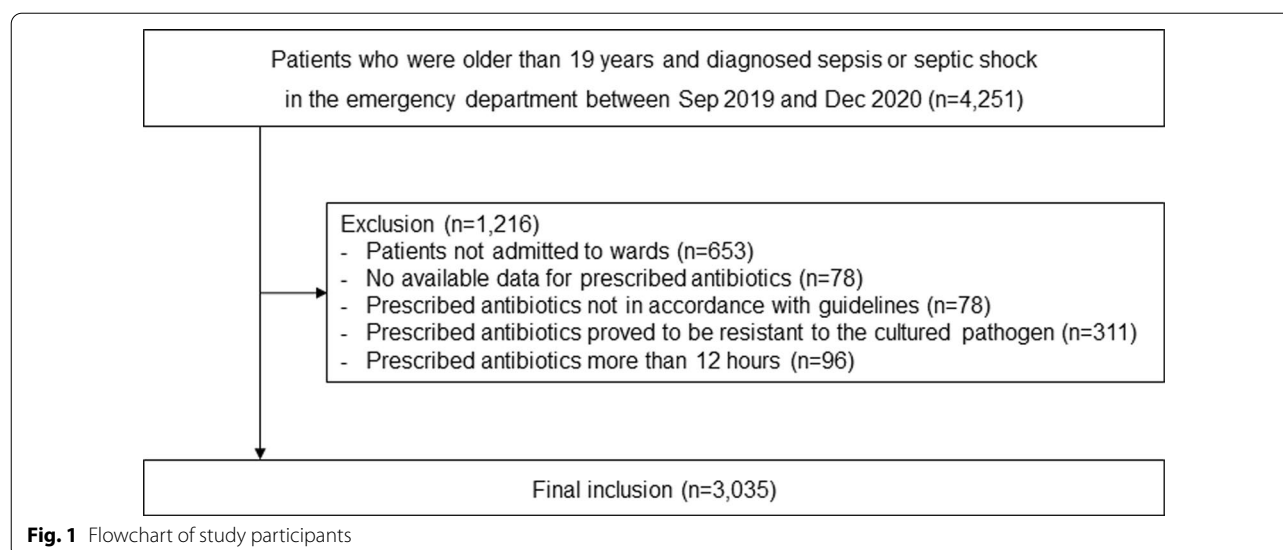 Patients who were older than 19 years and diagnosed sepsis or septic shock
in the emergency department between Sep 2019 and Dec 2020 (n=4,251)
Exclusion (n=1,216)
- Patients not admitted to wards (n=653)
- No available data for prescribed antibiotics (n=78)
- Prescribed antibiotics not in accordance with guidelines (n=78)
- Prescribed antibiotics proved to be resistant to the cultured pathogen (n=311)
- Prescribed antibiotics more than 12 hours (n=96)
Final inclusion (n=3,035)
Fig. 1 Flowchart of study participants